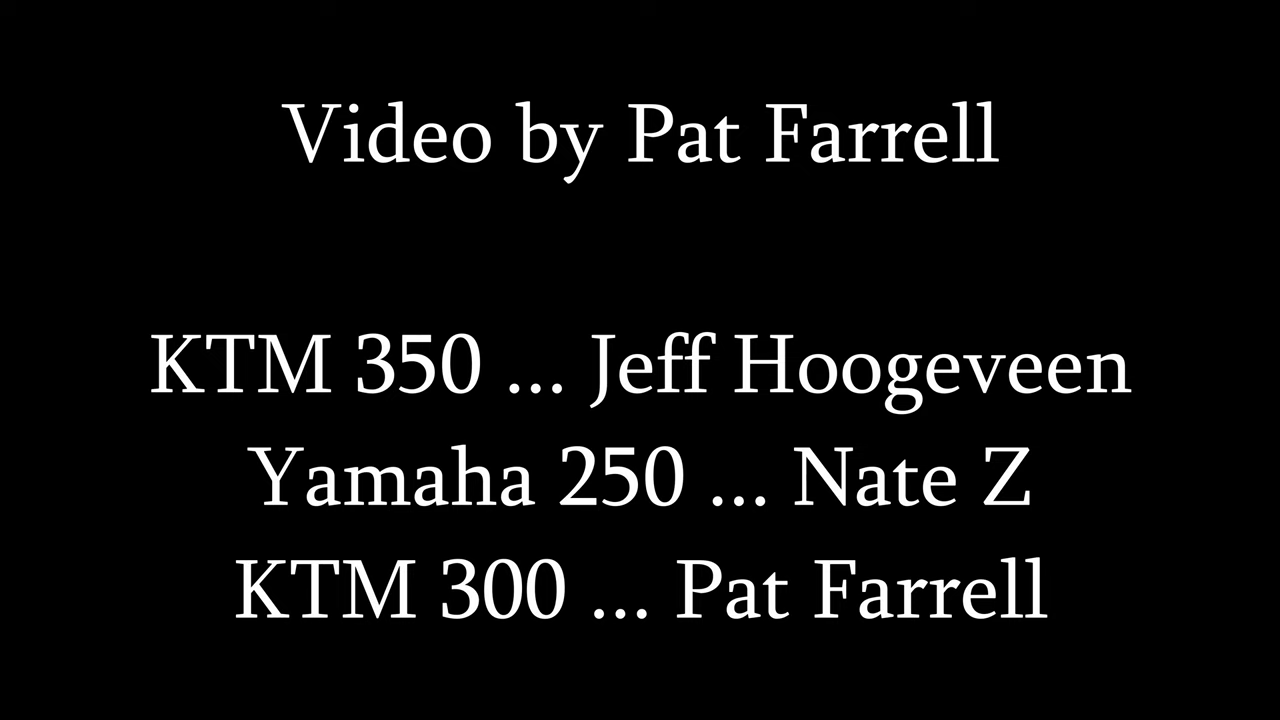 Video by Pat Farrell
KTM 350 ... Jeff Hoogeveen
Yamaha 250 ... Nate Z
KTM 300 ... Pat Farrell